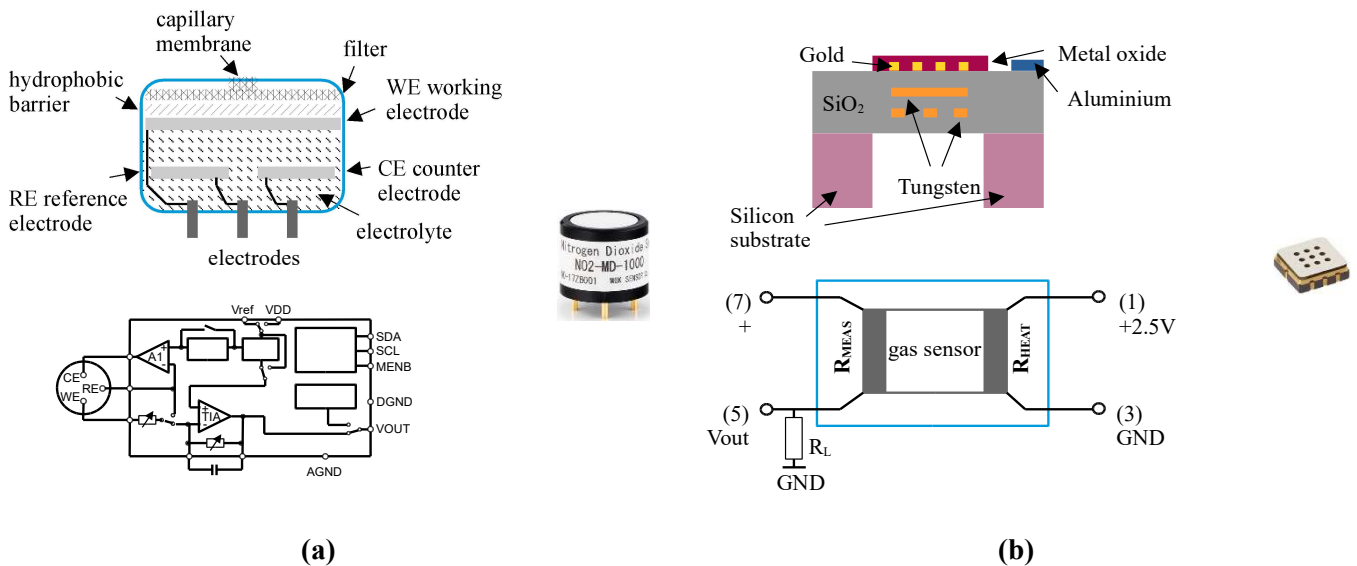 capillary
membrane
filter
hydrophobic
barrier
WE working
electrode
RE reference
electrode
CE counter
electrode
electrolyte
electrodes
Nitrogen Dioxide
NO2-MD-1000
Vref VDD
A1
+
-
SDA
SCL
MENB
CE
RE
WE
+
TIA
-
DGND
VOUT
AGND
(a)
Gold
Metal oxide
SiO2
Aluminium
Tungsten
Silicon
substrate
(7)
+
(1)
+2.5V
RMEAS
gas sensor
RHEAT
(5)
Vout
(3)
GND
RL
GND
(b)